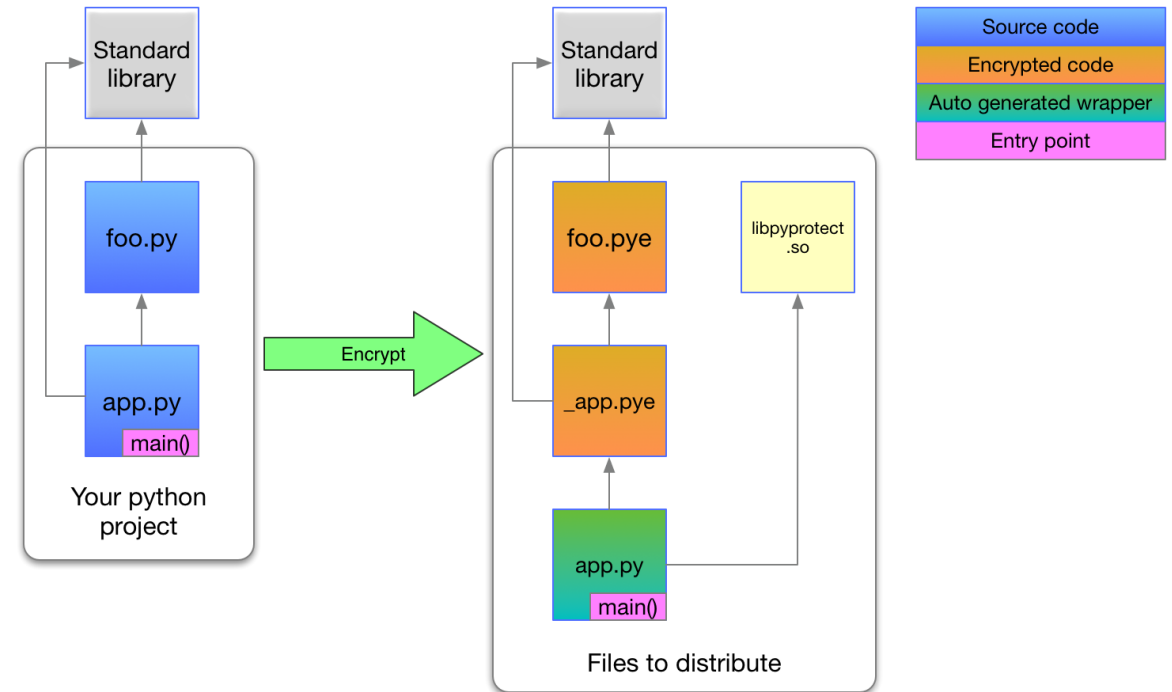 Standard
library
foo.py
app.py
main()
Your python
project
Encrypt
Standard
library
foo.pye
libpyprotect
.so
_app.pye
app.py
main()
Files to distribute
Source code
Encrypted code
Auto generated wrapper
Entry point